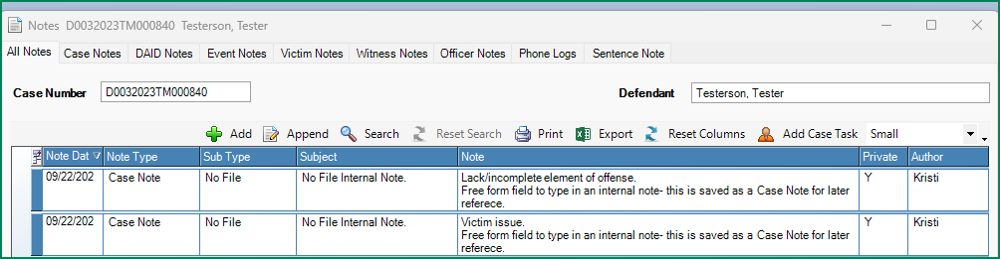 Notes D0032023TM000840 Testerson, Tester
All Notes Case Notes DAID Notes Event Notes Victim Notes Witness Notes Officer Notes Phone Logs Sentence Note
Case Number D0032023TM000840 Defendant Testerson, Tester
Add Append Search Reset Search Print Export Reset Columns Add Case Task Small
Note Dat Note Type Sub Type Subject Note Private Author
09/22/202 Case Note No File No File Internal Note. Lack/incomplete element of offense. Y Kristi
Free form field to type in an internal note- this is saved as a Case Note for later
referece.
09/22/202 Case Note No File No File Internal Note. Victim issue. Y Kristi
Free form field to type in an internal note- this is saved as a Case Note for later
referece.